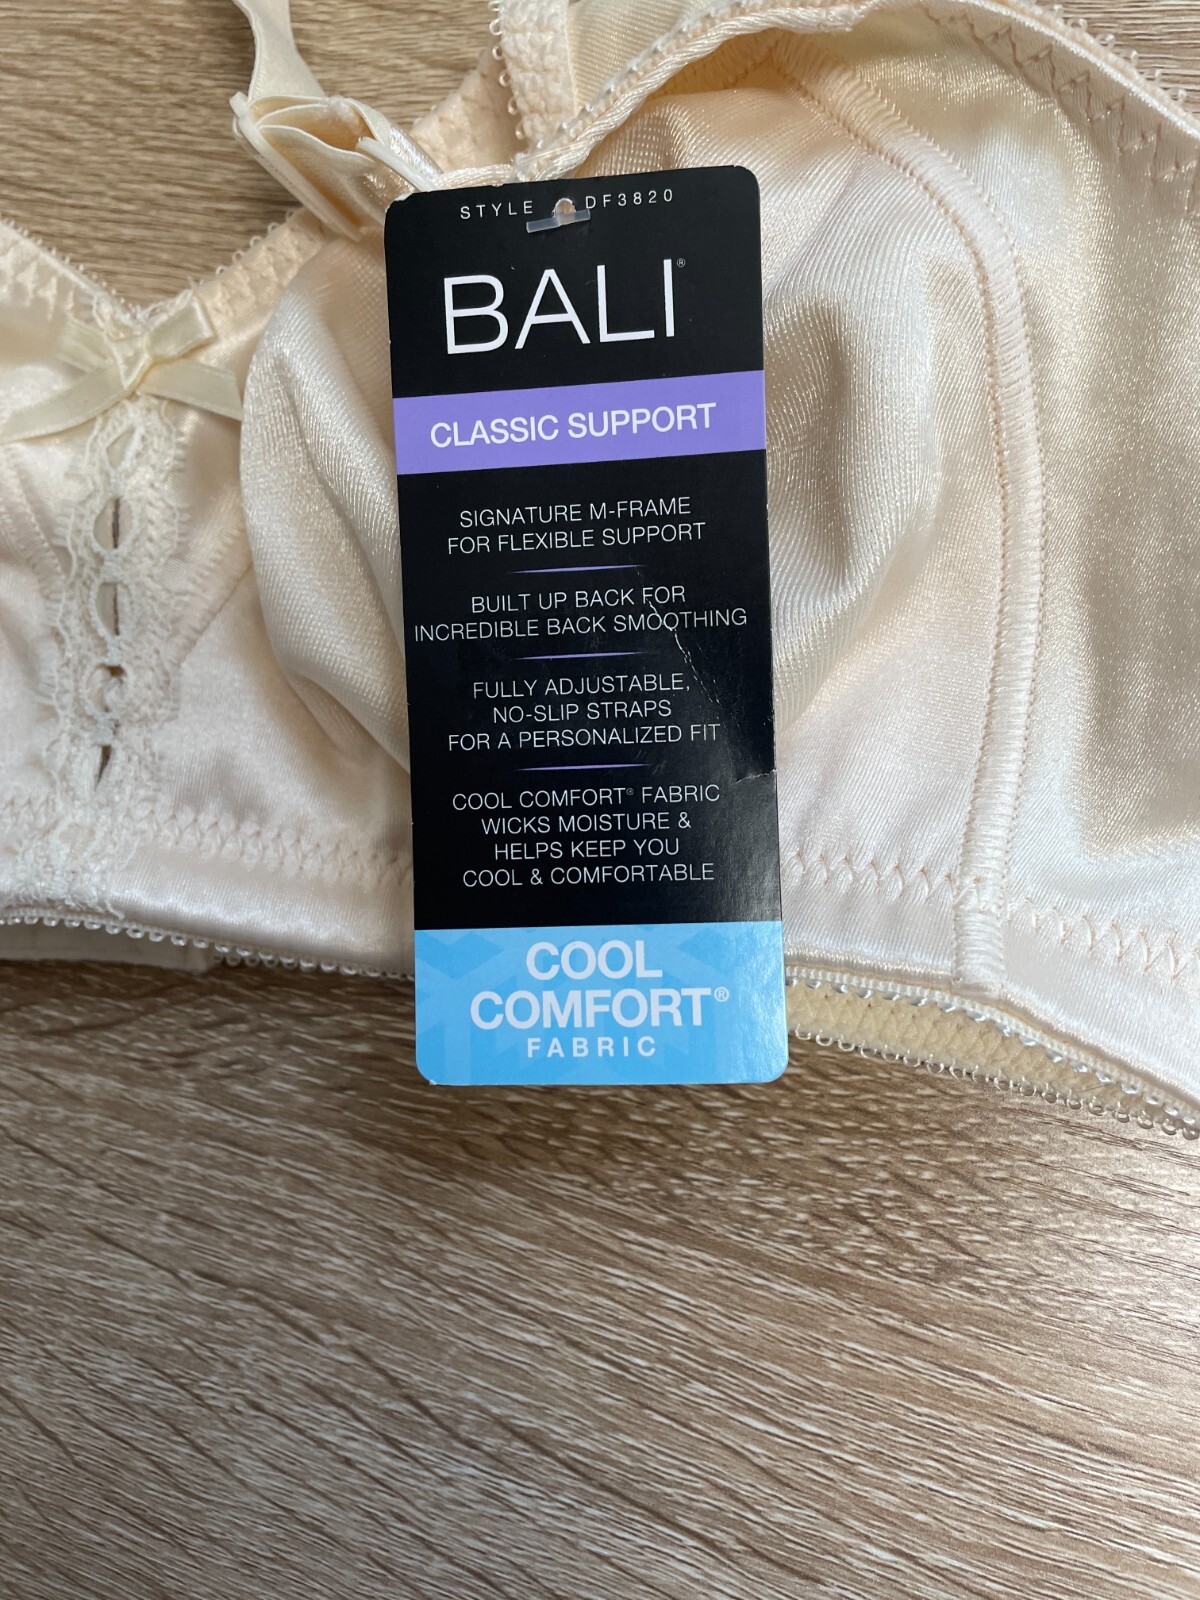 STYLE DF3820
BALI®
CLASSIC SUPPORT
SIGNATURE M-FRAME
FOR FLEXIBLE SUPPORT
BUILT UP BACK FOR
INCREDIBLE BACK SMOOTHING
FULLY ADJUSTABLE,
NO-SLIP STRAPS
FOR A PERSONALIZED FIT
COOL COMFORT® FABRIC
WICKS MOISTURE &
HELPS KEEP YOU
COOL & COMFORTABLE
COOL
COMFORT®
FABRIC